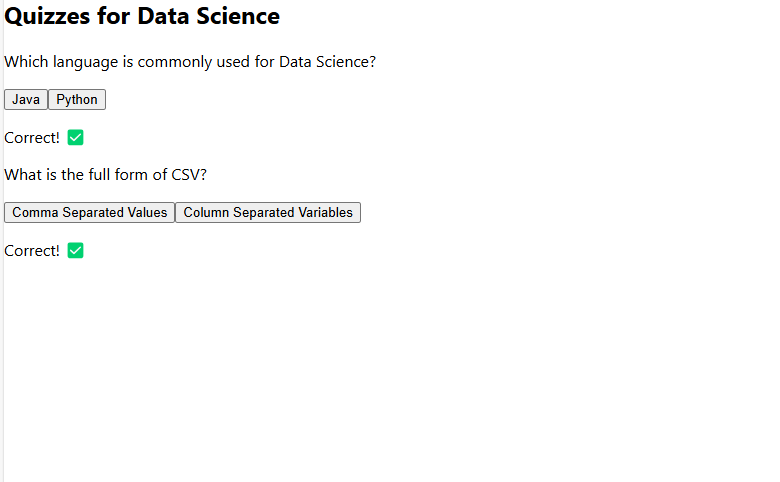 Quizzes for Data Science
Which language is commonly used for Data Science?
Java Python
Correct! ✅
What is the full form of CSV?
Comma Separated Values Column Separated Variables
Correct! ✅